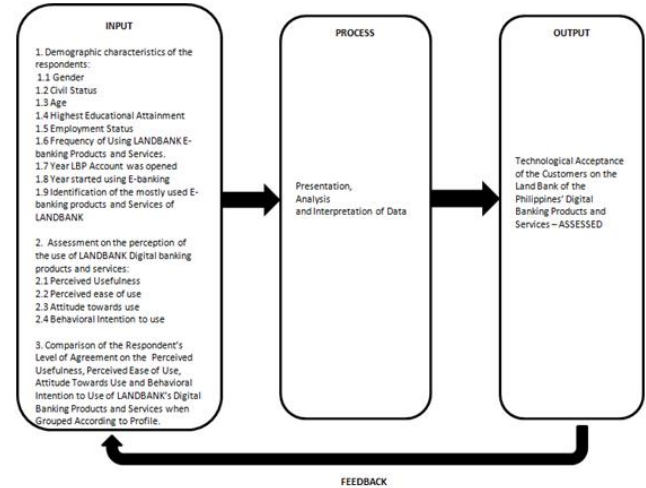 INPUT
1. Demographic characteristics of the
respondents:
1.1 Gender
1.2 Civil Status
1.3 Age
1.4 Highest Educational Attainment
1.5 Employment Status
1.6 Frequency of Using LANDBANK E-
banking Products and Services.
1.7 Year LBP Account was opened
1.8 Year started using E-banking
1.9 Identification of the mostly used E-
banking products and Services of
LANDBANK
2. Assessment on the perception of
the use of LANDBANK Digital banking
products and services:
2.1 Perceived Usefulness
2.2 Perceived ease of use
2.3 Attitude towards use
2.4 Behavioral Intention to use
3. Comparison of the Respondent's
Level of Agreement on the Perceived
Usefulness, Perceived Ease of Use,
Attitude Towards Use and Behavioral
Intention to Use of LANDBANK's Digital
Banking Products and Services when
Grouped According to Profile.
PROCESS
Presentation,
Analysis
and Interpretation of Data
OUTPUT
Technological Acceptance
of the Customers on the
Land Bank of the
Philippines' Digital
Banking Products and
Services – ASSESSED
FEEDBACK